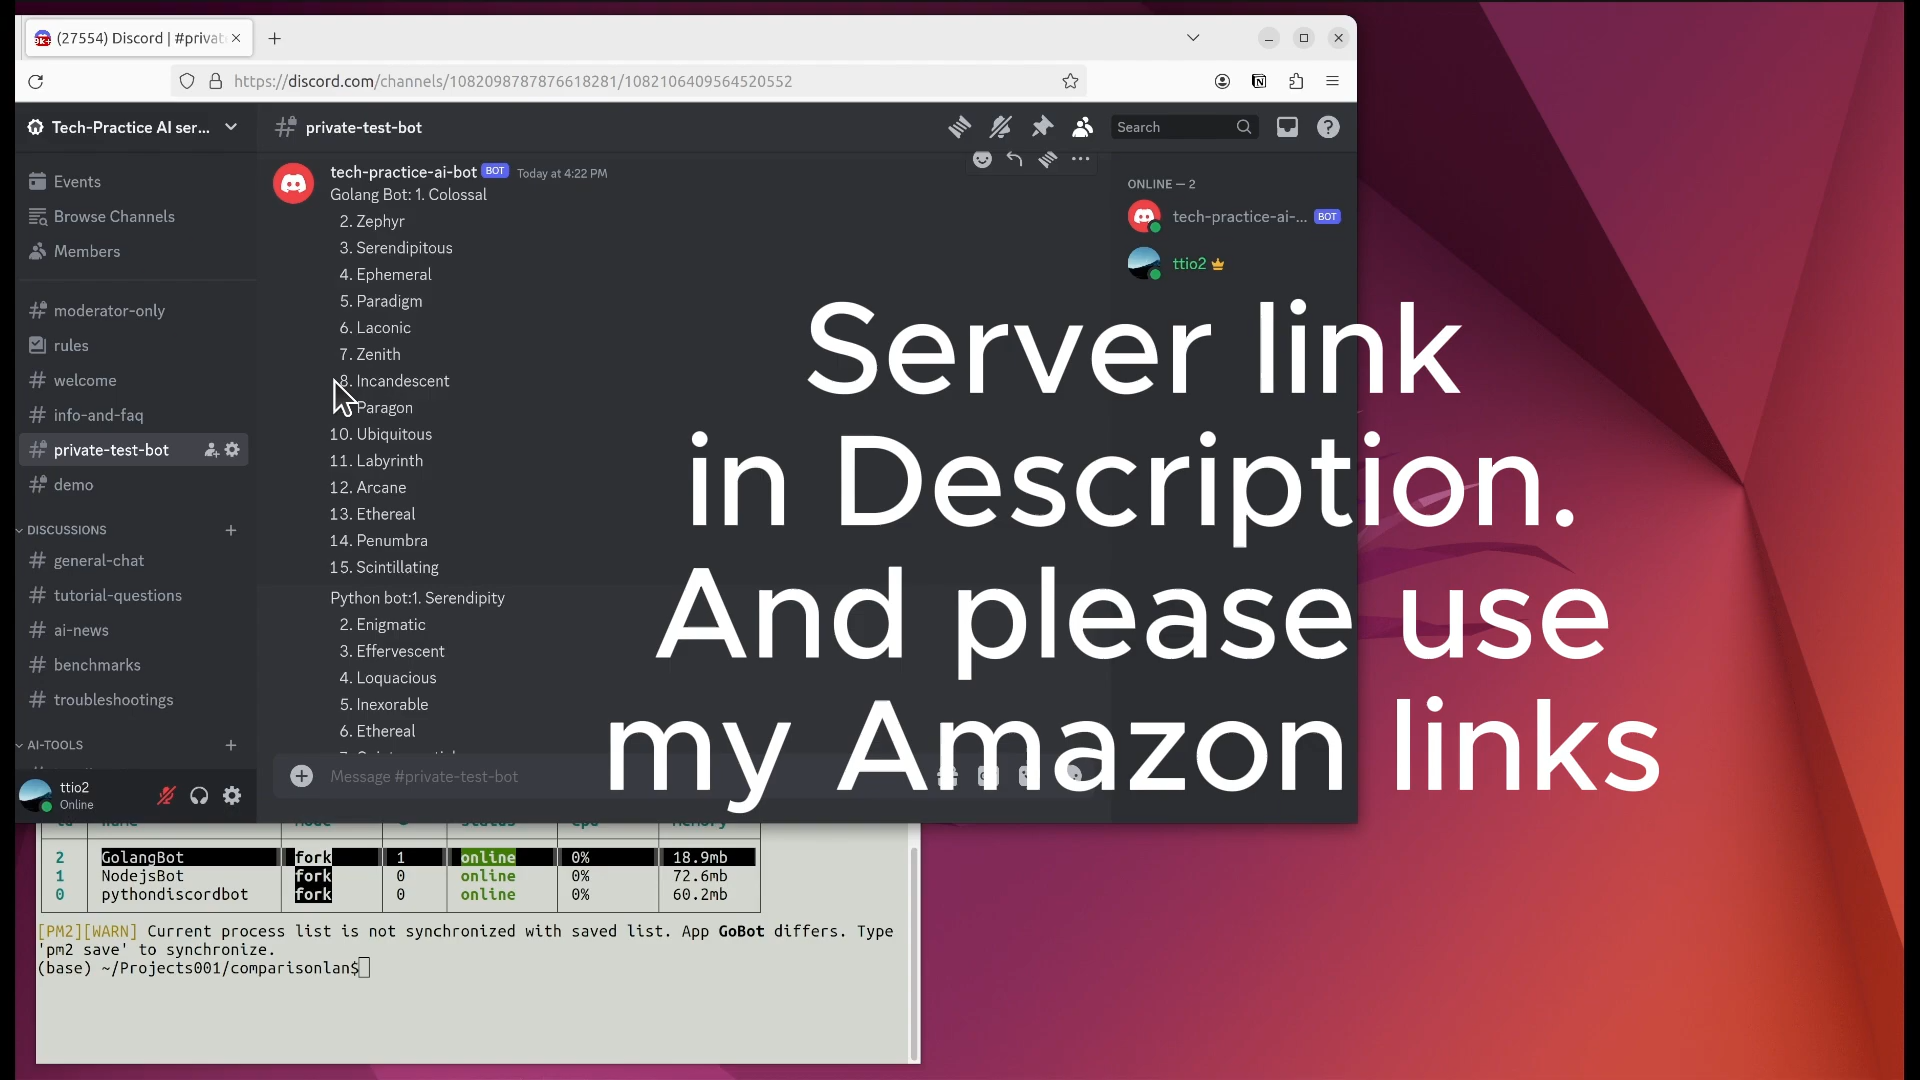 (27554) Discord | #privat
https://discord.com/channels/1082098787876618281/1082106409564520552
Tech-Practice AI ser...
private-test-bot
Search
Events
Browse Channels
Members
moderator-only
rules
welcome
info-and-faq
private-test-bot
demo
DISCUSSIONS
general-chat
tutorial-questions
ai-news
benchmarks
troubleshootings
AI-TOOLS
ttio2
Online
tech-practice-ai-bot BOT Today at 4:22 PM
Golang Bot: 1. Colossal
2. Zephyr
3. Serendipitous
4. Ephemeral
5. Paradigm
6. Laconic
7. Zenith
8. Incandescent
Paragon
10. Ubiquitous
11. Labyrinth
12. Arcane
13. Ethereal
14. Penumbra
15. Scintillating
Python bot:1. Serendipity
2. Enigmatic
3. Effervescent
4. Loquacious
5. Inexorable
6. Ethereal
Message #private-test-bot
ONLINE — 2
tech-practice-ai-... BOT
ttio2
Server link
in Description.
And please use
my Amazon links
2 GolangBot fork 1 online 0% 18.9mb
1 NodejsBot fork 0 online 0% 72.6mb
0 pythondiscordbot fork 0 online 0% 60.2mb
[PM2][WARN] Current process list is not synchronized with saved list. App GoBot differs. Type
'pm2 save' to synchronize.
(base) ~/Projects001/comparisonlan$